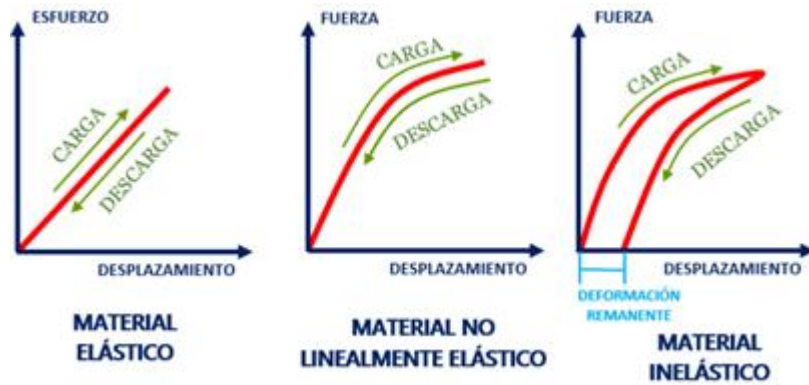 ESFUERZO
CARGA
DESCARGA
DESPLAZAMIENTO
MATERIAL
ELÁSTICO
FUERZA
CARGA
DESCARGA
DESPLAZAMIENTO
MATERIAL NO
LINEALMENTE ELÁSTICO
FUERZA
CARGA
DESCARGA
DESPLAZAMIENTO
DEFORMACIÓN
REMANENTE
MATERIAL
INELÁSTICO